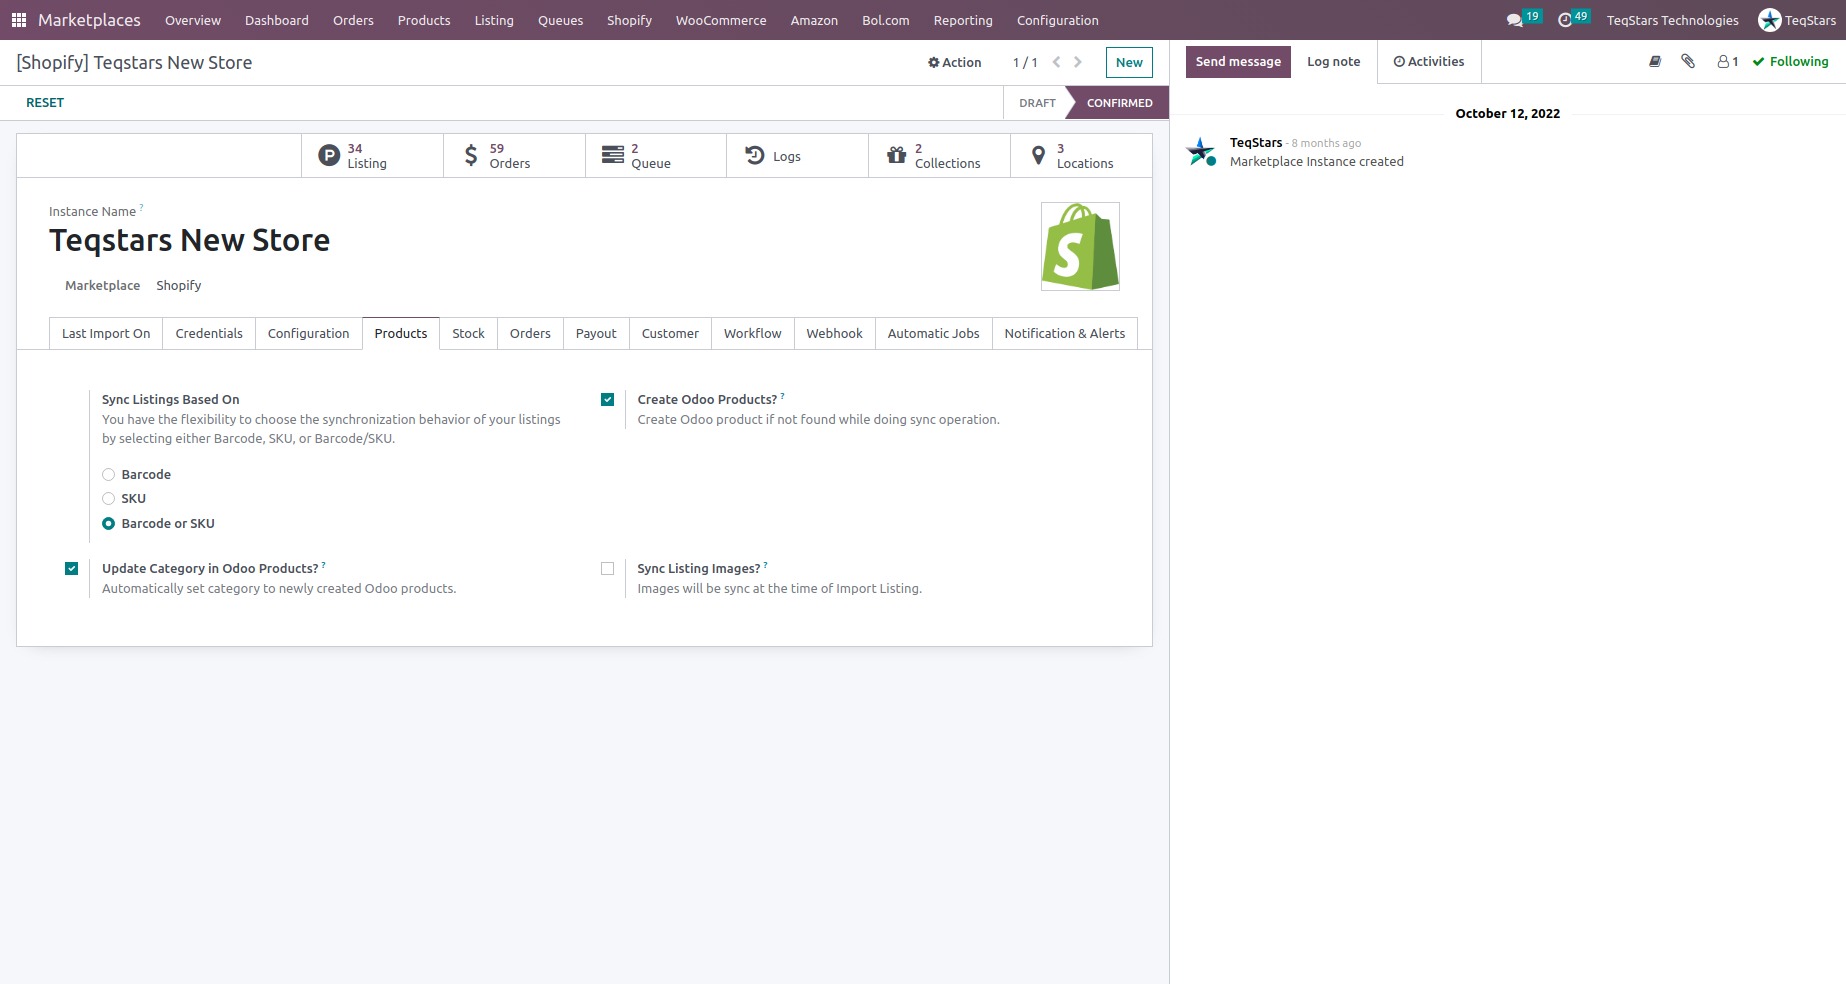 Marketplaces Overview Dashboard Orders Products Listing Queues Shopify WooCommerce Amazon Bol.com Reporting Configuration 19 49 TeqStars Technologies TeqStars
[Shopify] Teqstars New Store Action 1 / 1 New
Send message Log note Activities 1 Following
RESET DRAFT CONFIRMED
October 12, 2022
TeqStars - 8 months ago
Marketplace Instance created
34 Listing
59 Orders
2 Queue
Logs
2 Collections
3 Locations
Instance Name ?
Teqstars New Store
Marketplace Shopify
Last Import On Credentials Configuration Products Stock Orders Payout Customer Workflow Webhook Automatic Jobs Notification & Alerts
Sync Listings Based On
You have the flexibility to choose the synchronization behavior of your listings
by selecting either Barcode, SKU, or Barcode/SKU.
Barcode
SKU
Barcode or SKU
Create Odoo Products? ?
Create Odoo product if not found while doing sync operation.
Update Category in Odoo Products? ?
Automatically set category to newly created Odoo products.
Sync Listing Images? ?
Images will be sync at the time of Import Listing.